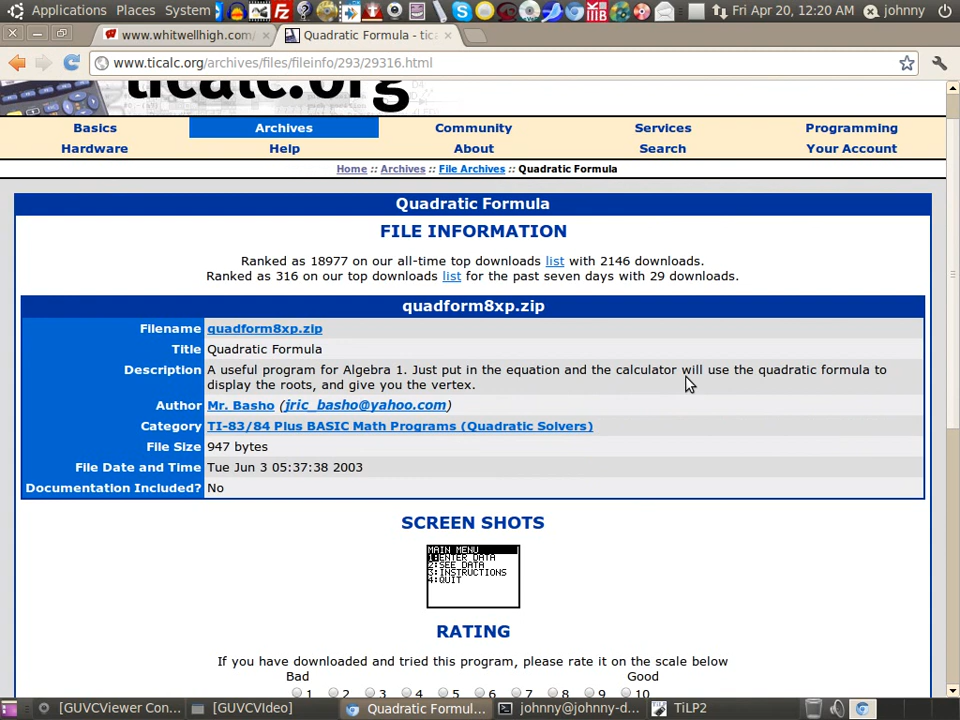 Applications Places System
Fri Apr 20, 12:20 AM johnny
www.whitwellhigh.com/
Quadratic Formula - tic
www.ticalc.org/archives/files/fileinfo/293/29316.html
ticalc.org
Basics Archives Community Services Programming
Hardware Help About Search Your Account
Home :: Archives :: File Archives :: Quadratic Formula
Quadratic Formula
FILE INFORMATION
Ranked as 18977 on our all-time top downloads list with 2146 downloads.
Ranked as 316 on our top downloads list for the past seven days with 29 downloads.
quadform8xp.zip
Filename quadform8xp.zip
Title Quadratic Formula
Description A useful program for Algebra 1. Just put in the equation and the calculator will use the quadratic formula to
display the roots, and give you the vertex.
Author Mr. Basho (jric_basho@yahoo.com)
Category TI-83/84 Plus BASIC Math Programs (Quadratic Solvers)
File Size 947 bytes
File Date and Time Tue Jun 3 05:37:38 2003
Documentation Included? No
SCREEN SHOTS
MAIN MENU
1:ENTER DATA
2:SEE DATA
3:INSTRUCTIONS
4:QUIT
RATING
If you have downloaded and tried this program, please rate it on the scale below
Bad Good
1 2 3 4 5 6 7 8 9 10
[GUVCViewer Con... [GUVCVIdeo] Quadratic Formul... johnny@johnny-d... TiLP2